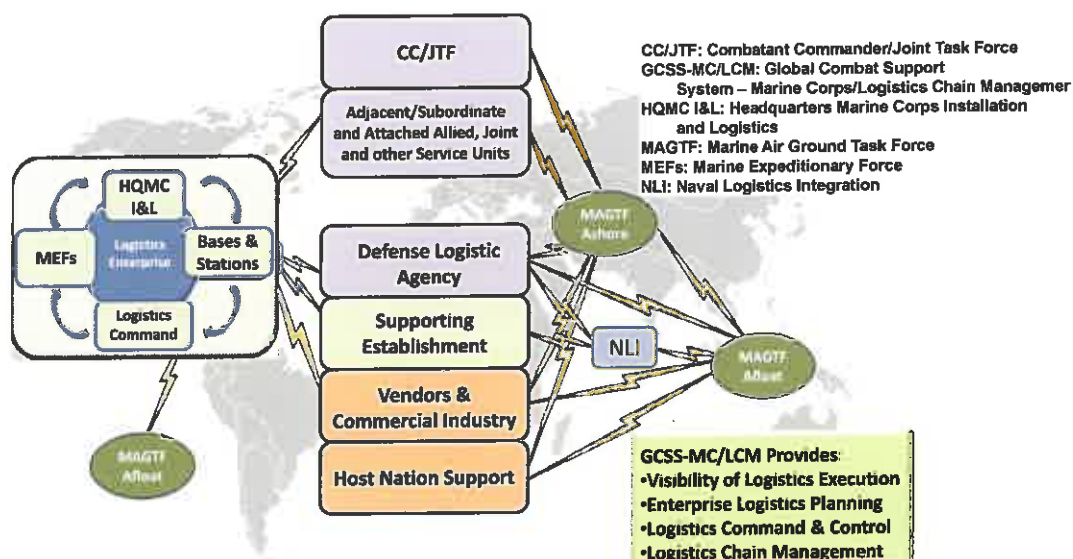 CC/JTF
Adjacent/Subordinate
and Attached Allied, Joint
and other Service Units
CC/JTF: Combatant Commander/Joint Task Force
GCSS-MC/LCM: Global Combat Support
System – Marine Corps/Logistics Chain Managemer
HQMC I&L: Headquarters Marine Corps Installation
and Logistics
MAGTF: Marine Air Ground Task Force
MEFs: Marine Expeditionary Force
NLI: Naval Logistics Integration
HQMC
I&L
MEFs
Logistics
Enterprise
Bases &
Stations
Logistics
Command
MAGTF
Ashore
Defense Logistic
Agency
Supporting
Establishment
NLI
MAGTF
Afloat
Vendors &
Commercial Industry
MAGTF
Afloat
Host Nation Support
GCSS-MC/LCM Provides:
•Visibility of Logistics Execution
•Enterprise Logistics Planning
•Logistics Command & Control
•Logistics Chain Management